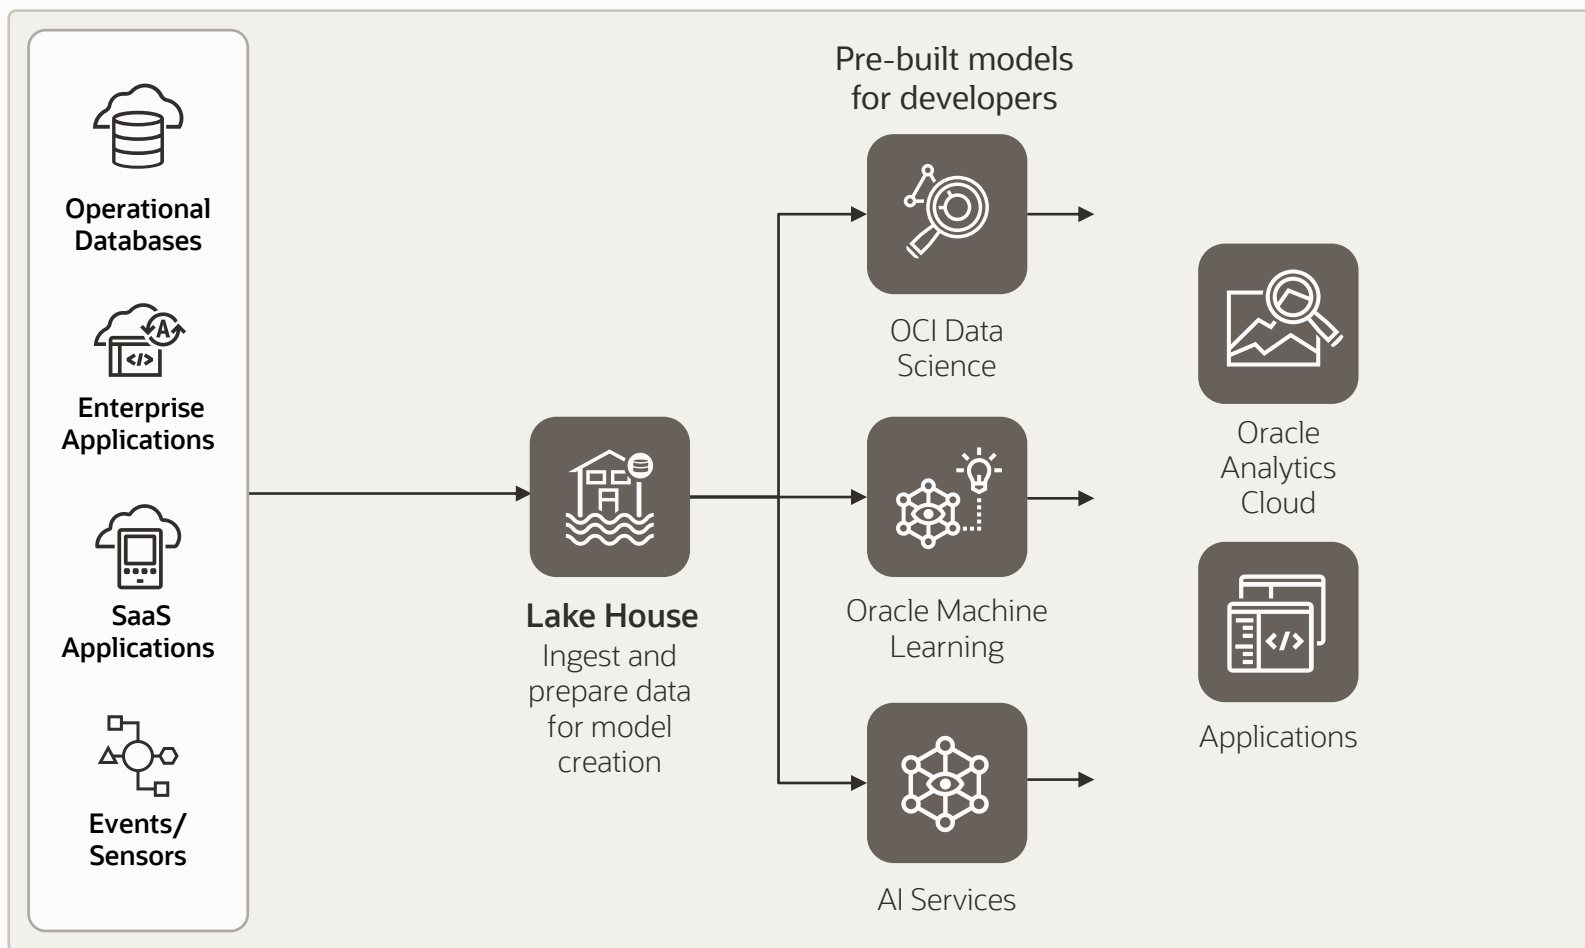 Operational
Databases
Enterprise
Applications
SaaS
Applications
Events/
Sensors
Lake House
Ingest and
prepare data
for model
creation
Pre-built models
for developers
OCI Data
Science
Oracle Machine
Learning
AI Services
Oracle
Analytics
Cloud
Applications
A
</>
</>